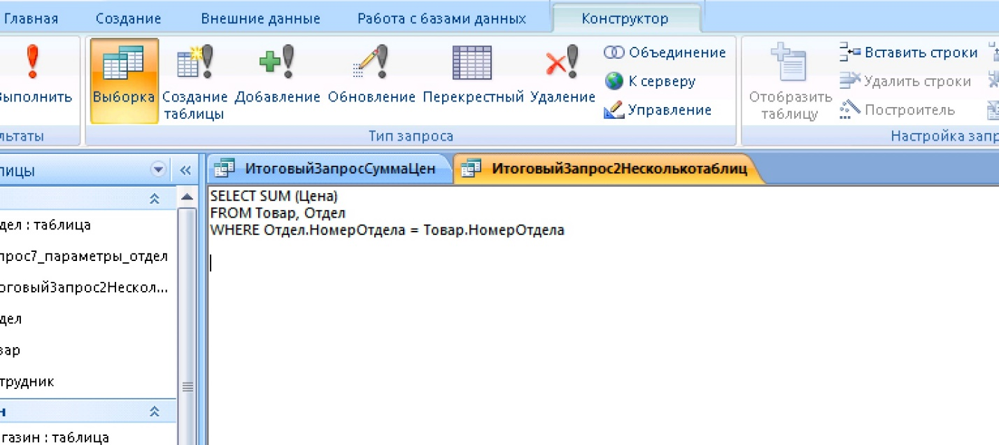 Главная Создание Внешние данные Работа с базами данных Конструктор
Выполнить
Выборка
Создание таблицы
Добавление
Обновление
Перекрестный
Удаление
Объединение
К серверу
Управление
Отобразить таблицу
Вставить строки
Удалить строки
Построитель
льтаты
Тип запроса
Настройка запр
лицы
ИтоговыйЗапросСуммаЦен
ИтоговыйЗапрос2Несколькотаблиц
SELECT SUM (Цена)
FROM Товар, Отдел
WHERE Отдел.НомерОтдела = Товар.НомерОтдела
дел : таблица
прос7_параметры_отдел
оговыйЗапрос2Нескол...
дел
вар
трудник
н
газин : таблица